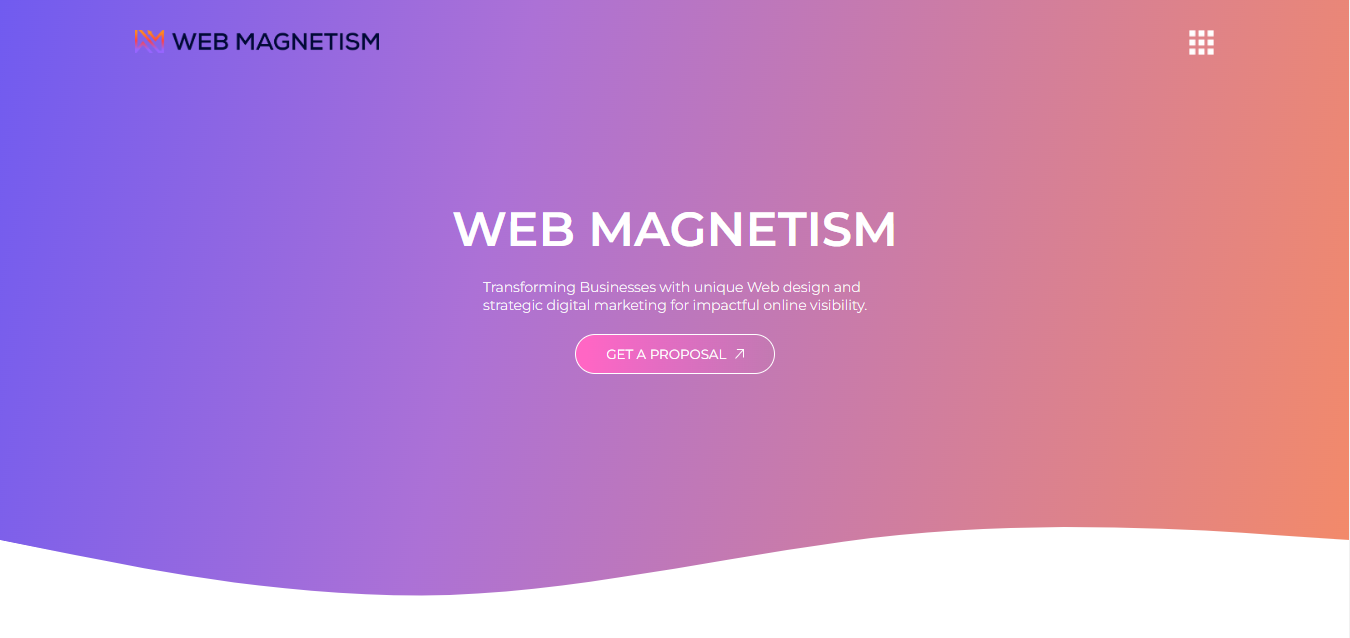 WEB MAGNETISM
WEB MAGNETISM
Transforming Businesses with unique Web design and
strategic digital marketing for impactful online visibility.
GET A PROPOSAL